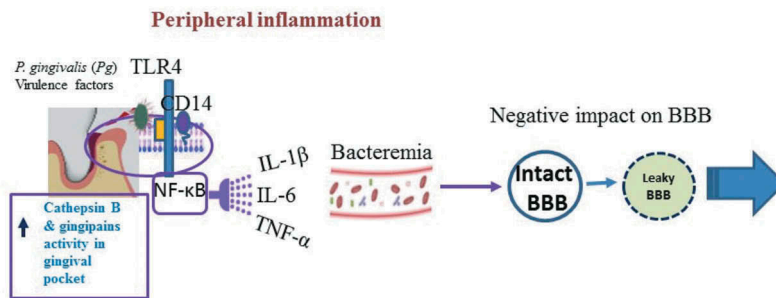 Peripheral inflammation
P. gingivalis (Pg)
Virulence factors
TLR4
CD14
NF-κB
IL-1β
IL-6
TNF-α
Cathepsin B
& gingipains
activity in
gingival
pocket
Bacteremia
Negative impact on BBB
Intact
BBB
Leaky
BBB